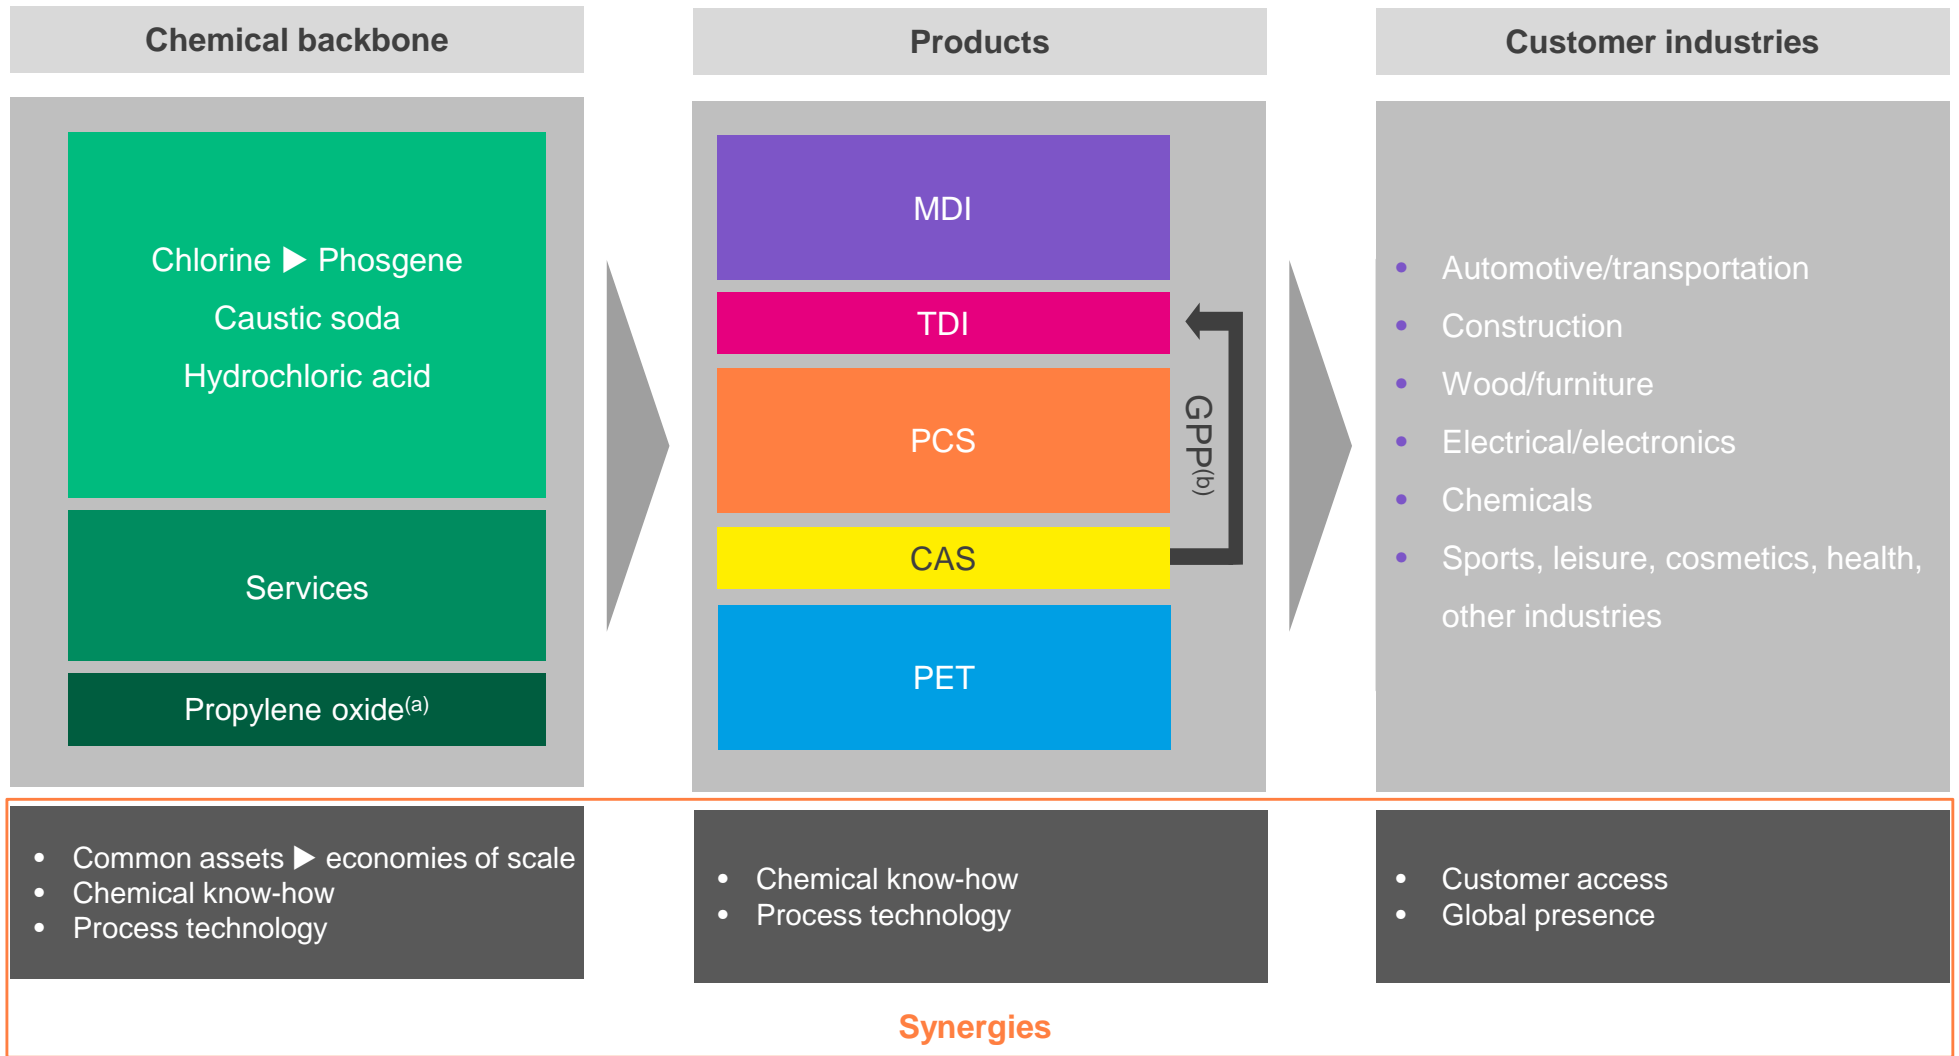 Chemical backbone
Products
Customer industries
Chlorine ▶ Phosgene
Caustic soda
Hydrochloric acid
Services
Propylene oxide(a)
MDI
TDI
PCS
CAS
PET
GPP(b)
• Automotive/transportation
• Construction
• Wood/furniture
• Electrical/electronics
• Chemicals
• Sports, leisure, cosmetics, health,
other industries
• Common assets ▶ economies of scale
• Chemical know-how
• Process technology
• Chemical know-how
• Process technology
• Customer access
• Global presence
Synergies